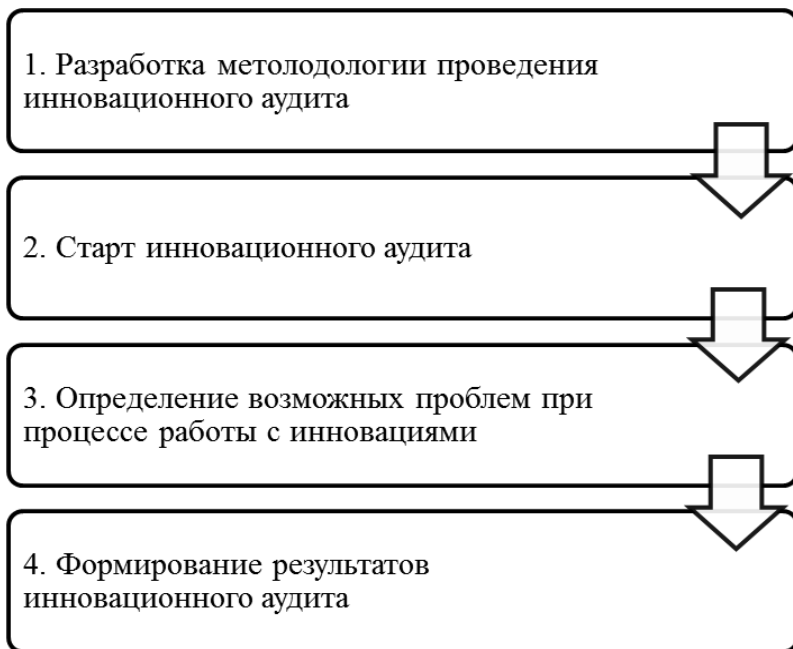 1. Разработка метолодологии проведения
инновационного аудита
2. Старт инновационного аудита
3. Определение возможных проблем при
процессе работы с инновациями
4. Формирование результатов
инновационного аудита